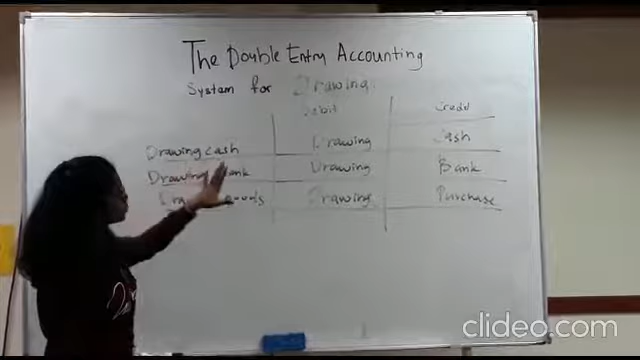 The Double Entry Accounting
System for Drawing
Debit Credit
Drawing cash Drawing Cash
Drawing Bank Drawing Bank
goods Drawing Purchase
clideo.com